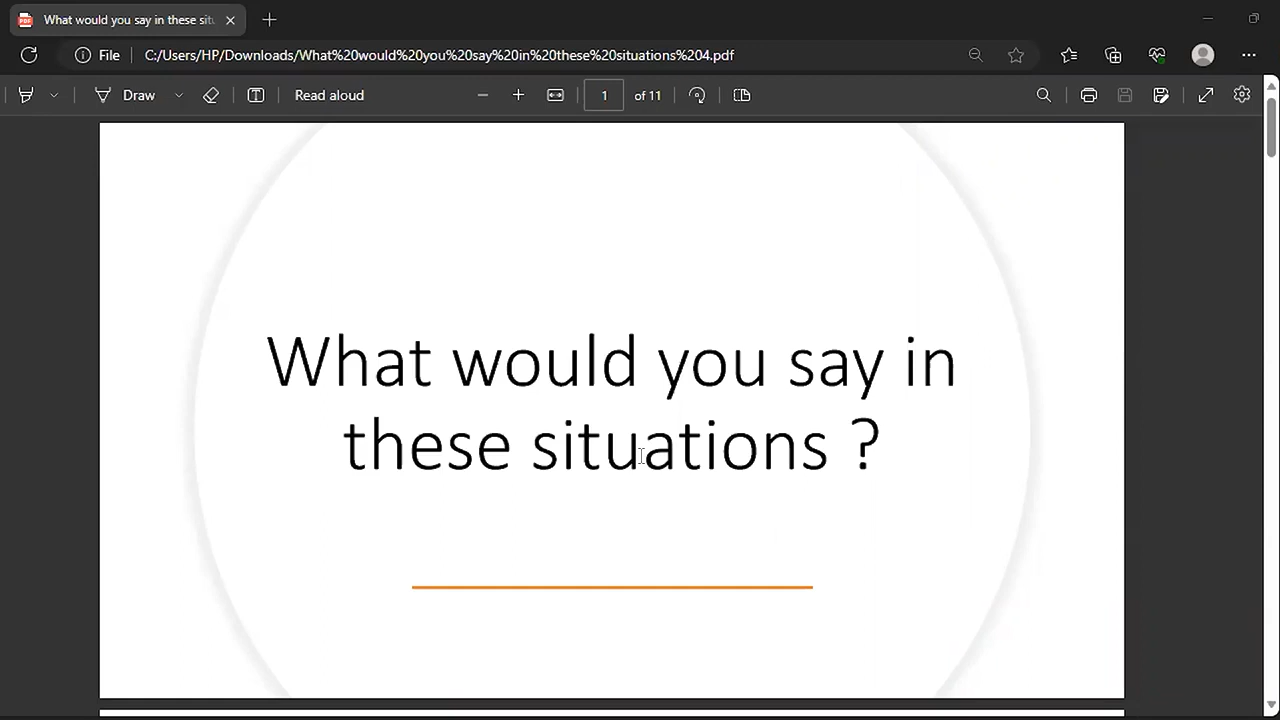 What would you say in these sit
File
C:/Users/HP/Downloads/What%20would%20you%20say%20in%20these%20situations%204.pdf
Draw
Read aloud
1 of 11
What would you say in
these situations ?